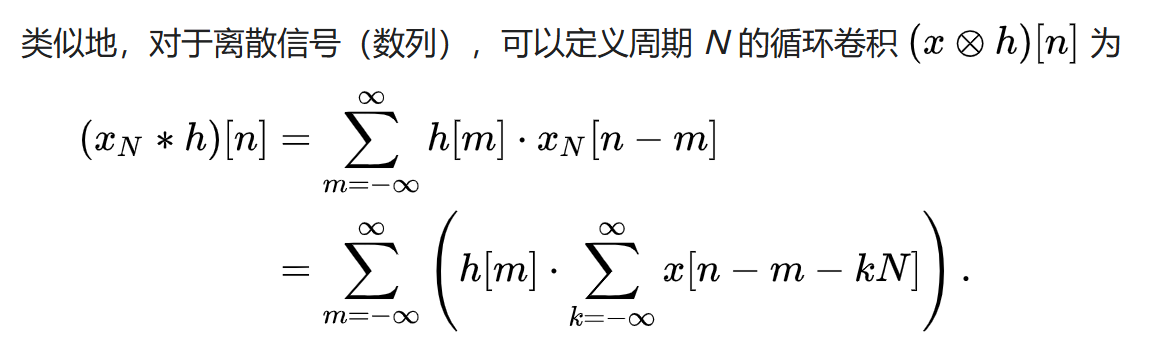 类似地，对于离散信号（数列），可以定义周期 N 的循环卷积 (x ⊗ h)[n] 为
(x_N * h)[n] = ∑_{m=-∞}^{∞} h[m] · x_N[n − m]
= ∑_{m=-∞}^{∞} ( h[m] · ∑_{k=-∞}^{∞} x[n − m − kN] ) .